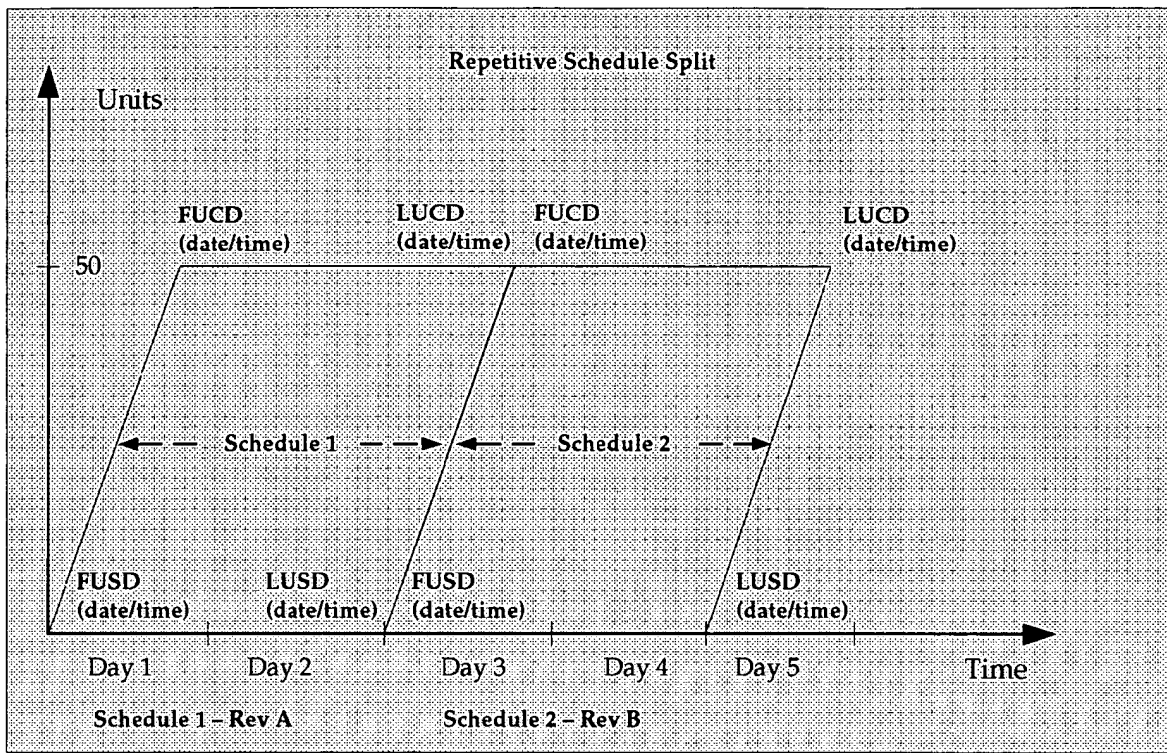 Repetitive Schedule Split
Units
FUCD
(date/time)
LUCD
(date/time)
FUCD
(date/time)
LUCD
(date/time)
50
Schedule 1
Schedule 2
FUSD
(date/time)
LUSD
(date/time)
FUSD
(date/time)
LUSD
(date/time)
Day 1
Day 2
Day 3
Day 4
Day 5
Time
Schedule 1 – Rev A
Schedule 2 – Rev B